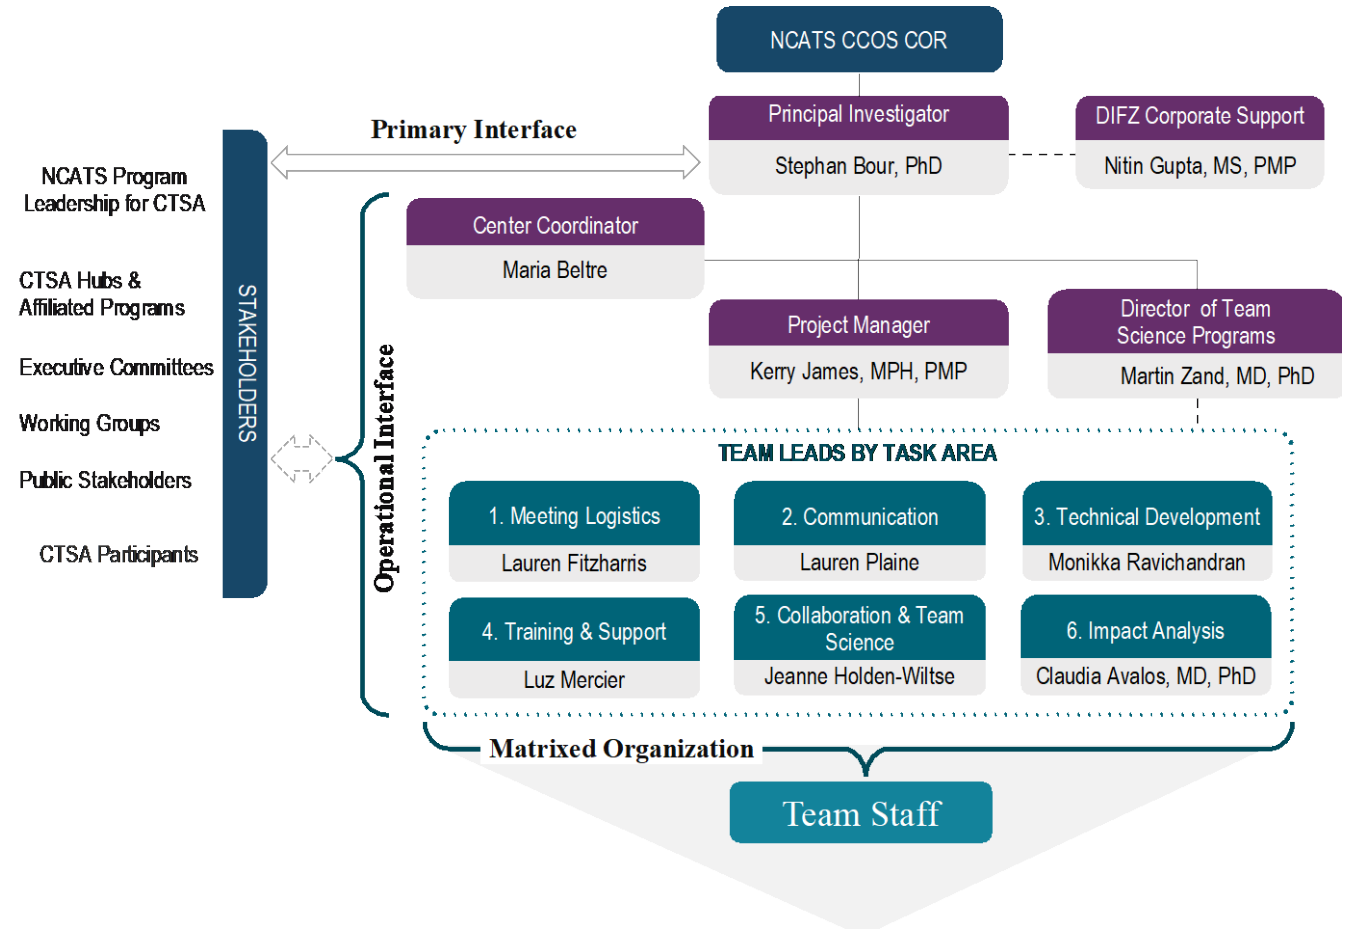 NCATS CCOS COR
Principal Investigator
Stephan Bour, PhD
DIFZ Corporate Support
Nitin Gupta, MS, PMP
Primary Interface
NCATS Program
Leadership for CTSA
CTSA Hubs &
Affiliated Programs
Executive Committees
Working Groups
Public Stakeholders
CTSA Participants
STAKEHOLDERS
Operational Interface
Center Coordinator
Maria Beltre
Project Manager
Kerry James, MPH, PMP
Director of Team
Science Programs
Martin Zand, MD, PhD
TEAM LEADS BY TASK AREA
1. Meeting Logistics
Lauren Fitzharris
2. Communication
Lauren Plaine
3. Technical Development
Monikka Ravichandran
4. Training & Support
Luz Mercier
5. Collaboration & Team
Science
Jeanne Holden-Wiltse
6. Impact Analysis
Claudia Avalos, MD, PhD
Matrixed Organization
Team Staff